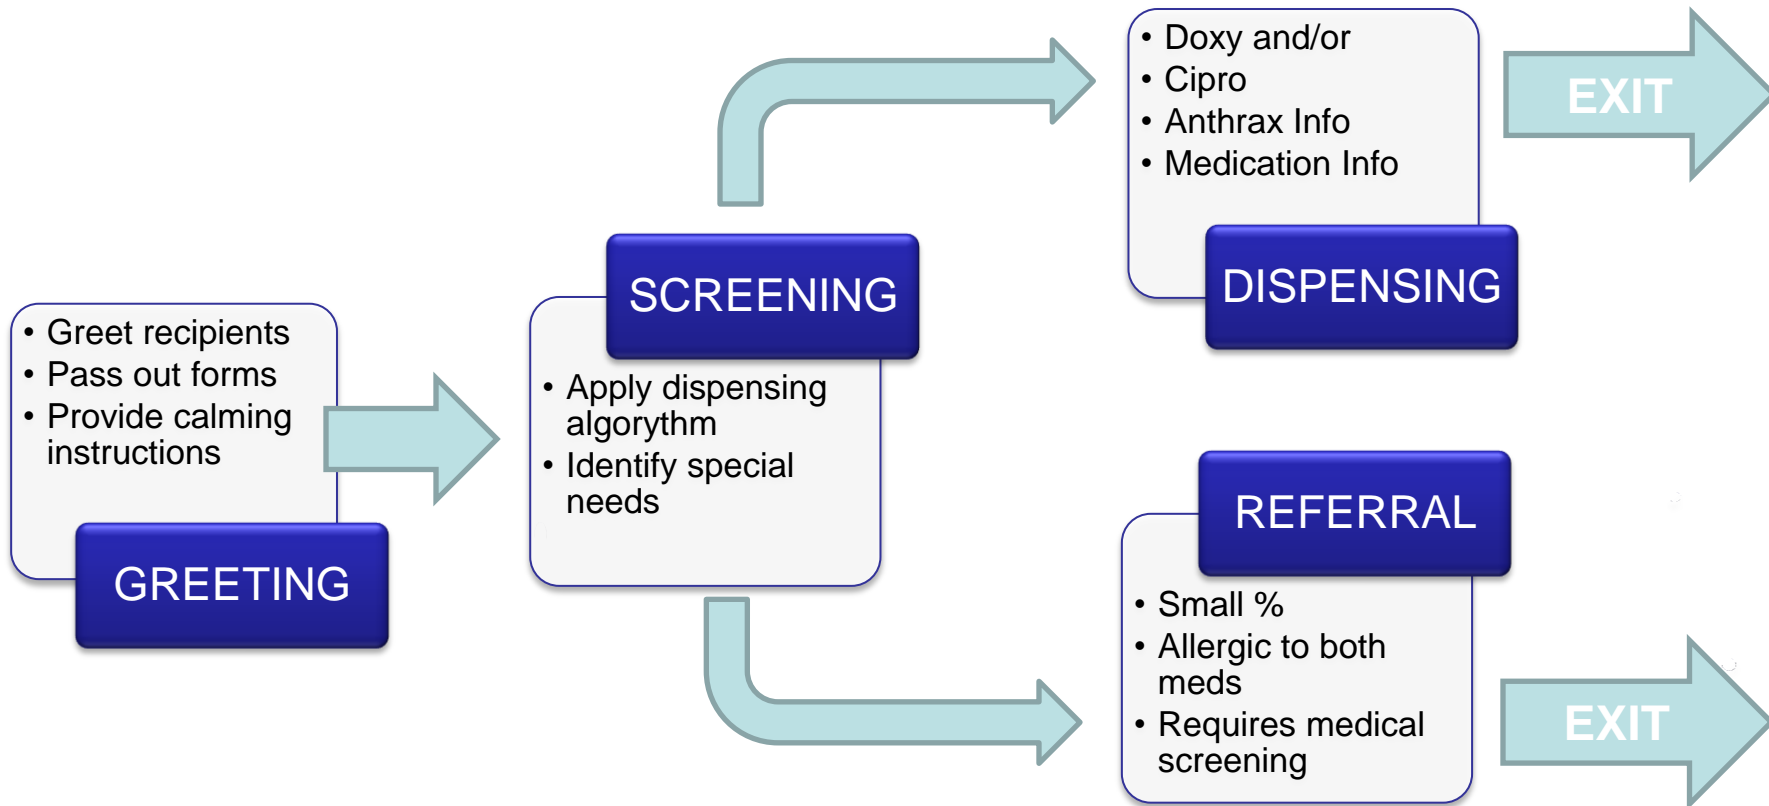 • Greet recipients
• Pass out forms
• Provide calming
instructions
GREETING
SCREENING
• Apply dispensing
algorythm
• Identify special
needs
• Doxy and/or
• Cipro
• Anthrax Info
• Medication Info
DISPENSING
EXIT
REFERRAL
• Small %
• Allergic to both
meds
• Requires medical
screening
EXIT